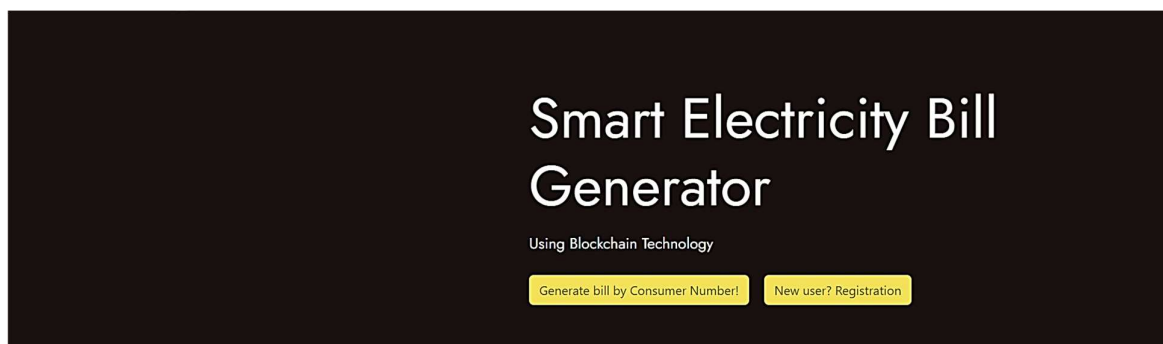 Smart Electricity Bill
Generator
Using Blockchain Technology
Generate bill by Consumer Number!
New user? Registration